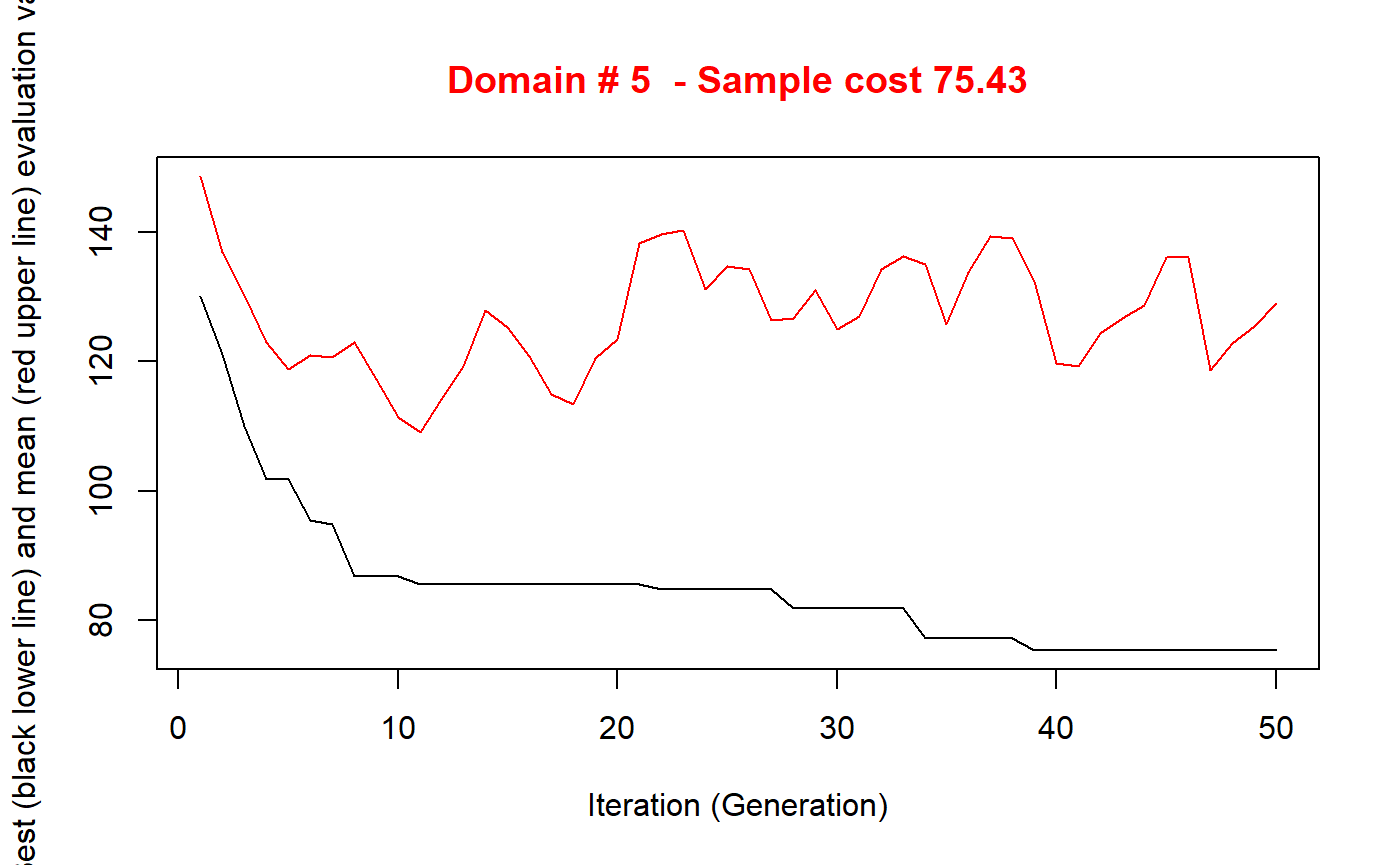 Domain # 5  - Sample cost 75.43
(black lower line) and mean (red upper line) evaluation
140
120
100
80
0 10 20 30 40 50
Iteration (Generation)